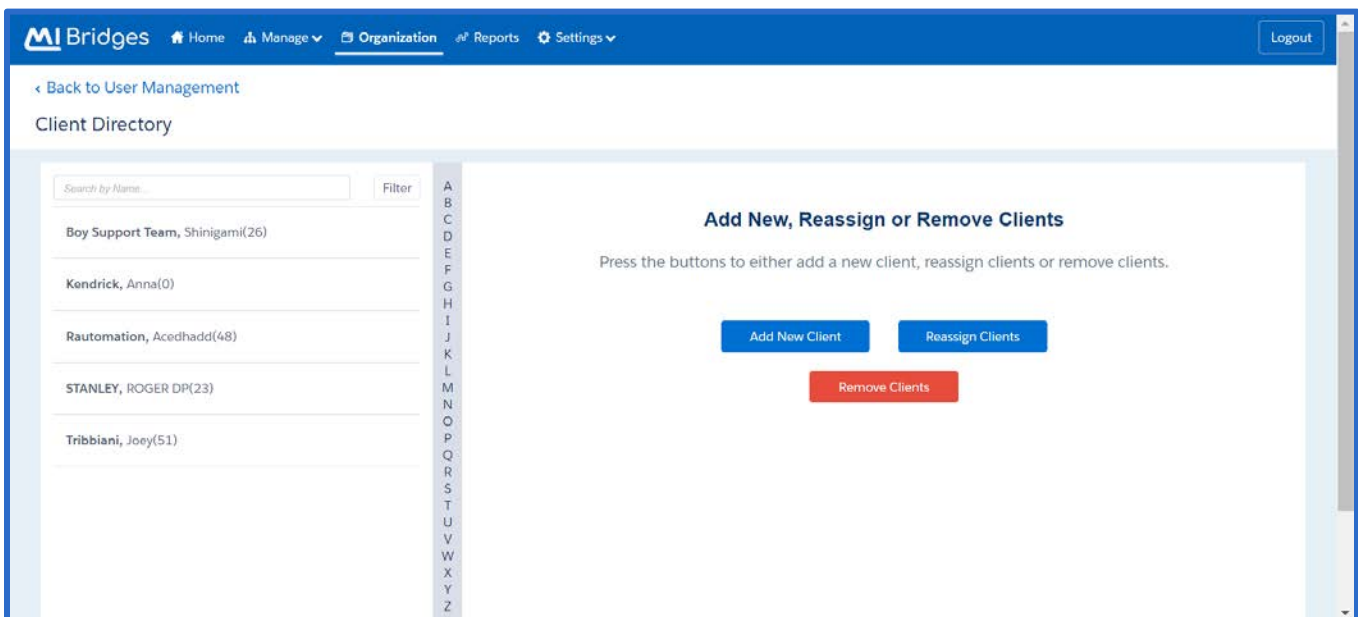 MI Bridges Home Manage Organization Reports Settings Logout
‹ Back to User Management
Client Directory
Search by Name... Filter
Boy Support Team, Shinigami(26)
Kendrick, Anna(0)
Rautomation, Acedhadd(48)
STANLEY, ROGER DP(23)
Tribbiani, Joey(51)
A
B
C
D
E
F
G
H
I
J
K
L
M
N
O
P
Q
R
S
T
U
V
W
X
Y
Z
Add New, Reassign or Remove Clients
Press the buttons to either add a new client, reassign clients or remove clients.
Add New Client Reassign Clients
Remove Clients